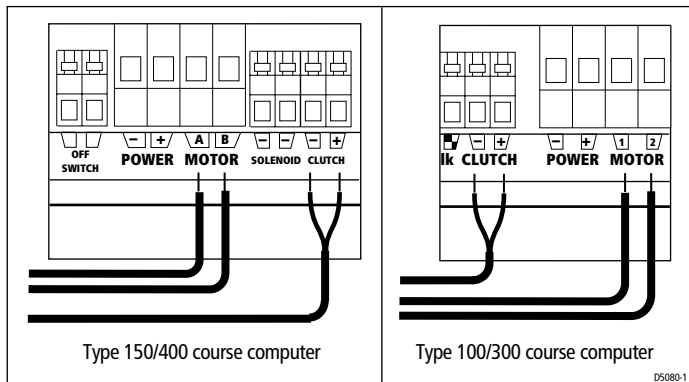 − + A B − − − +
OFF
SWITCH POWER MOTOR SOLENOID CLUTCH
Type 150/400 course computer
− + − + 1 2
lk CLUTCH POWER MOTOR
Type 100/300 course computer
D5080-1